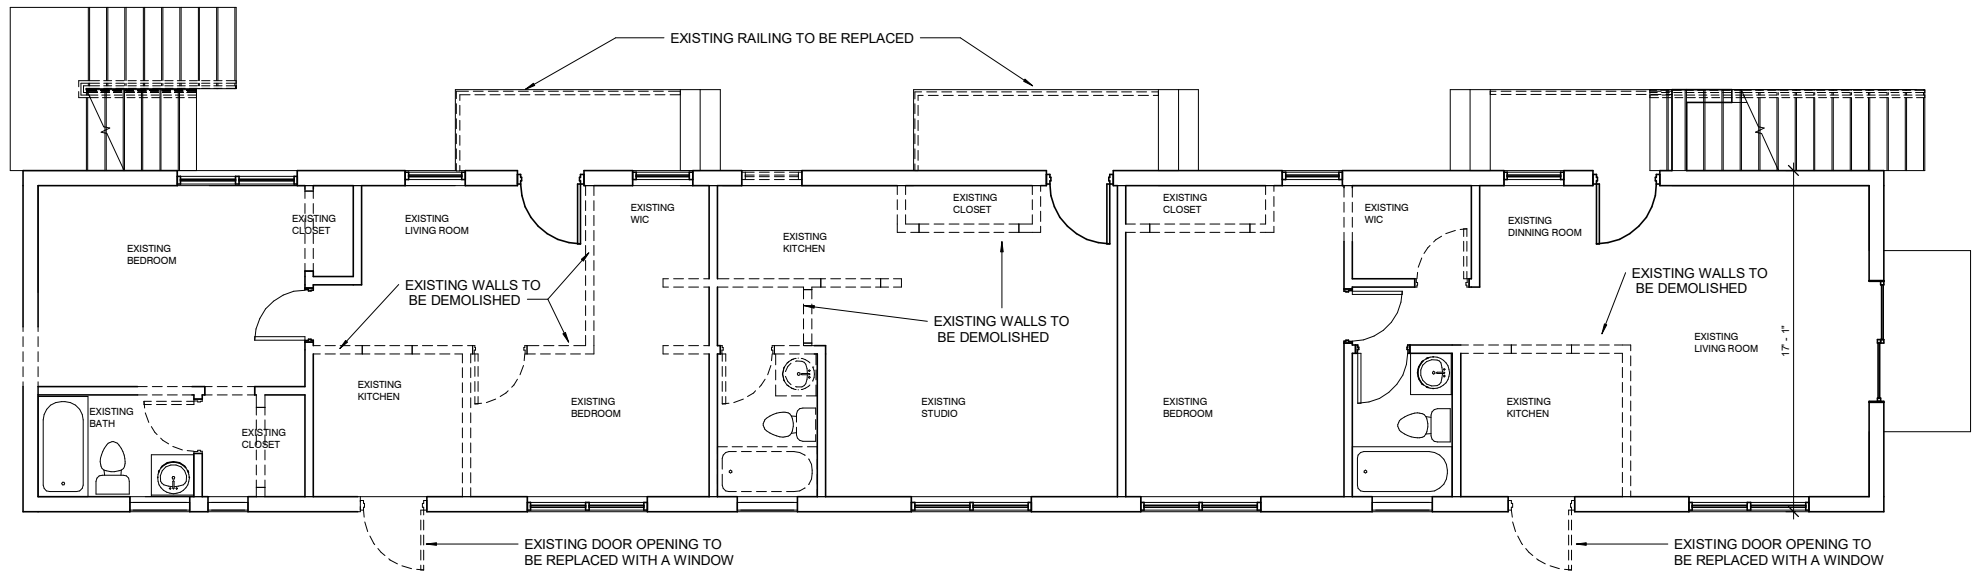 EXISTING RAILING TO BE REPLACED
EXISTING
BEDROOM
EXISTING
CLOSET
EXISTING
LIVING ROOM
EXISTING
WIC
EXISTING
KITCHEN
EXISTING
CLOSET
EXISTING
CLOSET
EXISTING
WIC
EXISTING
DINNING ROOM
EXISTING WALLS TO
BE DEMOLISHED
EXISTING WALLS TO
BE DEMOLISHED
EXISTING WALLS TO
BE DEMOLISHED
EXISTING
LIVING ROOM
17' - 1"
EXISTING
BATH
EXISTING
CLOSET
EXISTING
KITCHEN
EXISTING
BEDROOM
EXISTING
STUDIO
EXISTING
BEDROOM
EXISTING
KITCHEN
EXISTING DOOR OPENING TO
BE REPLACED WITH A WINDOW
EXISTING DOOR OPENING TO
BE REPLACED WITH A WINDOW